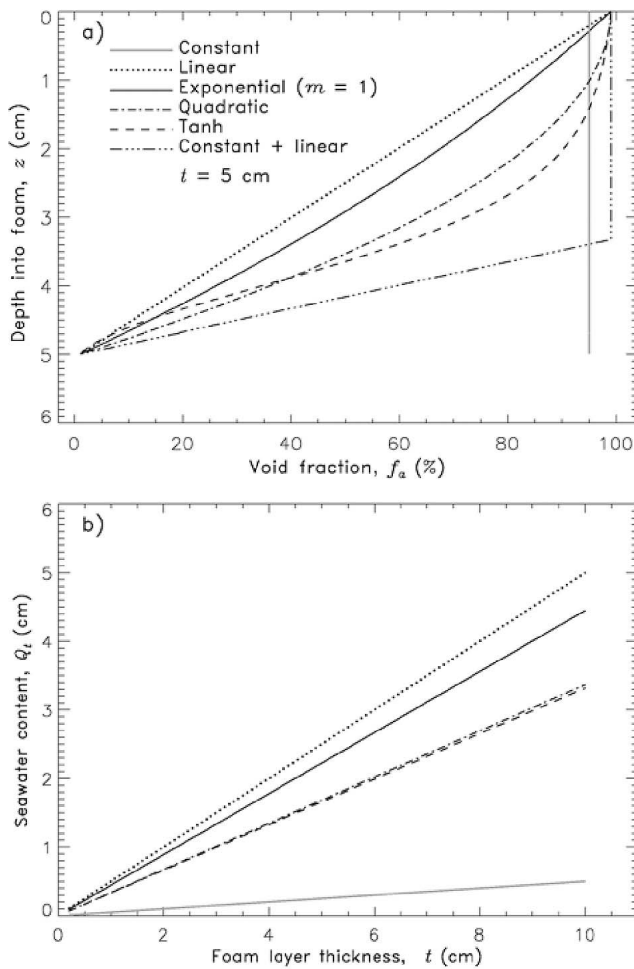 a)
Constant
Linear
Exponential (m = 1)
Quadratic
Tanh
Constant + linear
t = 5 cm
0
1
2
3
4
5
6
Depth into foam, z (cm)
0 20 40 60 80 100
Void fraction, fₐ (%)
b)
6
5
4
3
2
1
0
Seawater content, Qₜ (cm)
0 2 4 6 8 10
Foam layer thickness, t (cm)